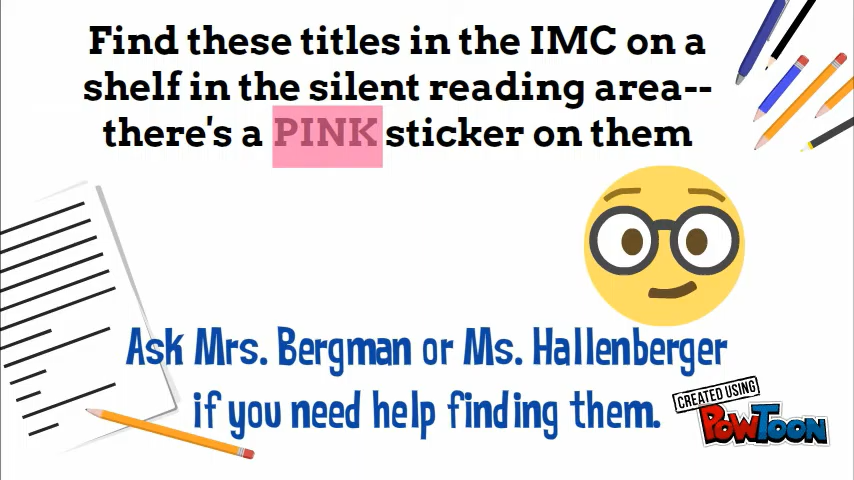 Find these titles in the IMC on a
shelf in the silent reading area--
there's a PINK sticker on them
Ask Mrs. Bergman or Ms. Hallenberger
if you need help finding them.
CREATED USING
POWTOON